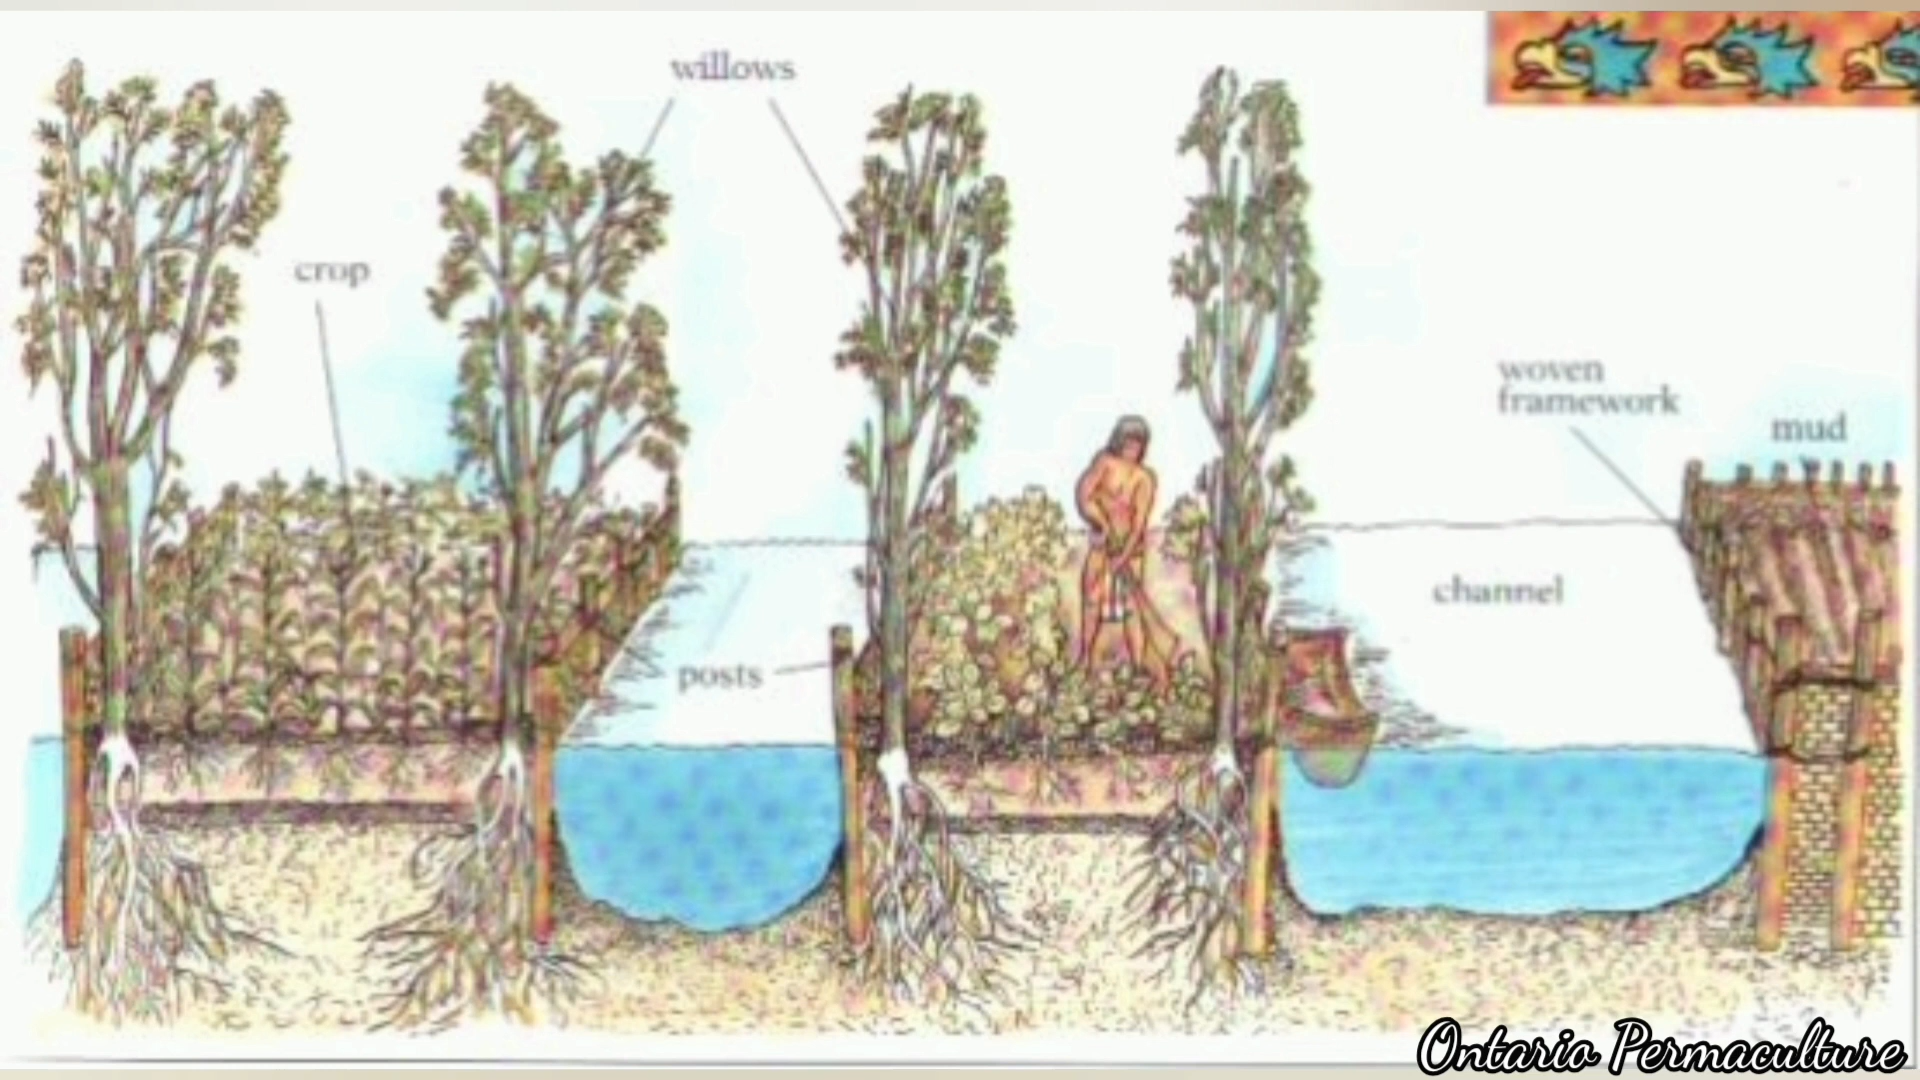 willows
crop
woven
framework
mud
channel
posts
Ontario Permaculture